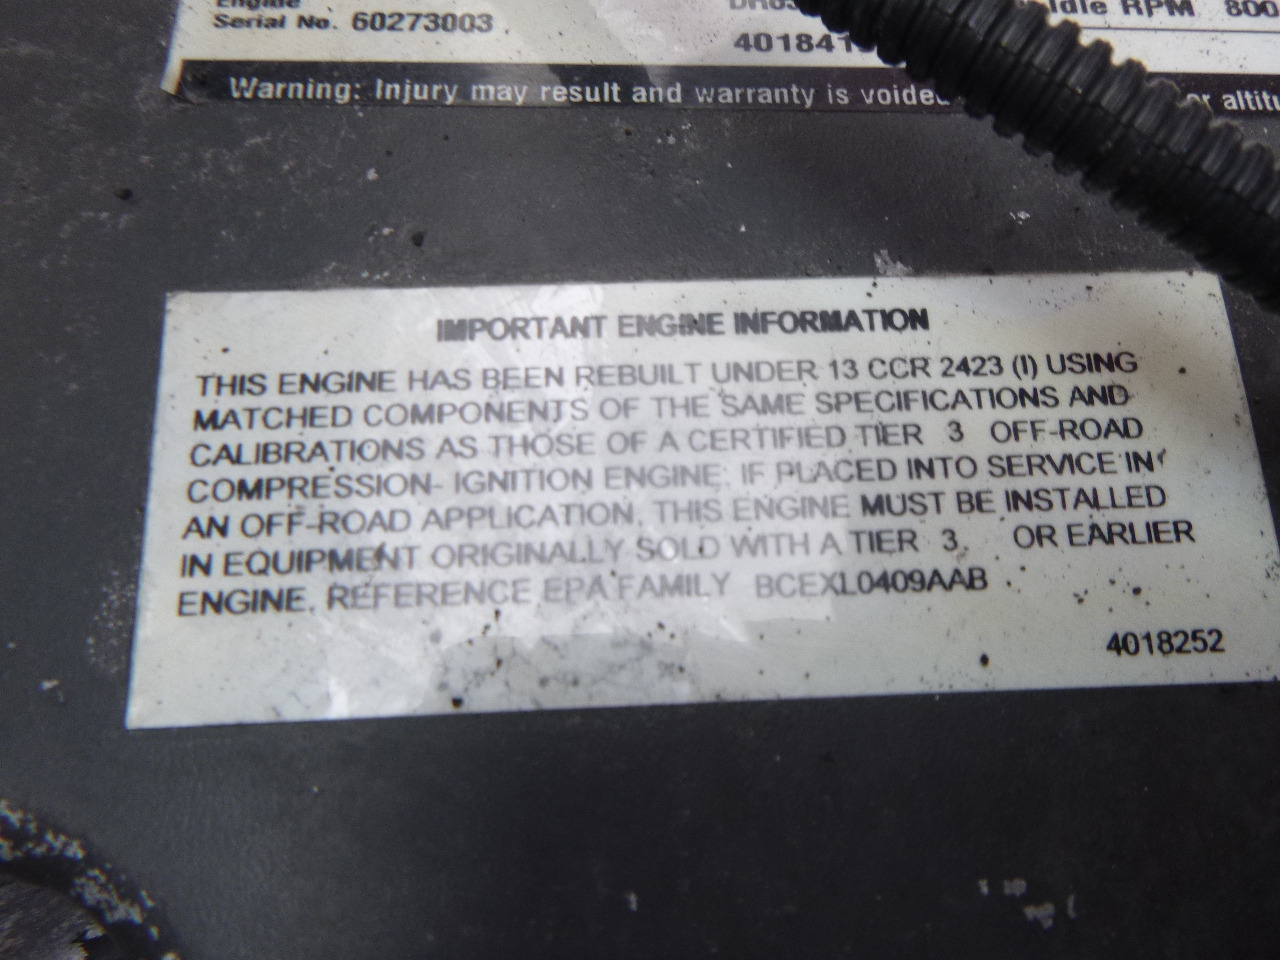 Engine
Serial No. 60273003
Idle RPM 800
Warning: Injury may result and warranty is voided or
IMPORTANT ENGINE INFORMATION
THIS ENGINE HAS BEEN REBUILT UNDER 13 CCR 2423 (l) USING
MATCHED COMPONENTS OF THE SAME SPECIFICATIONS AND
CALIBRATIONS AS THOSE OF A CERTIFIED TIER 3 OFF-ROAD
COMPRESSION- IGNITION ENGINE. IF PLACED INTO SERVICE IN
AN OFF-ROAD APPLICATION, THIS ENGINE MUST BE INSTALLED
IN EQUIPMENT ORIGINALLY SOLD WITH A TIER 3, OR EARLIER
ENGINE. REFERENCE EPA FAMILY BCEXL0409AAB
4018252